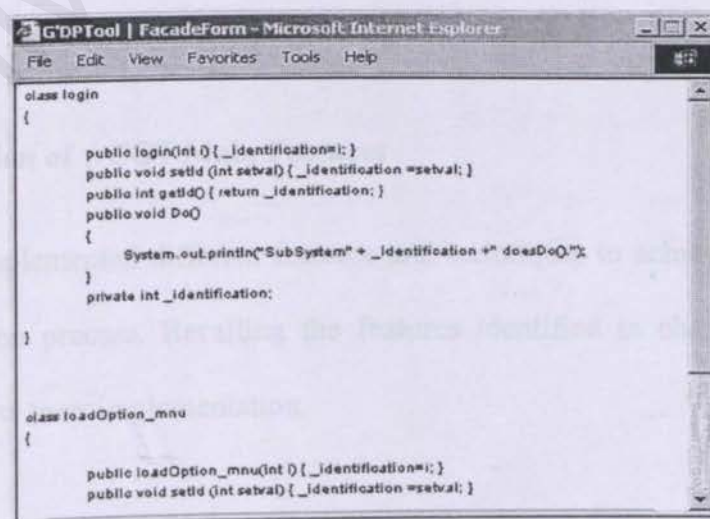 G'DPTool | FacadeForm - Microsoft Internet Explorer
File Edit View Favorites Tools Help
class login
{
public login(int i) { _identification=i; }
public void setId (int setval) { _identification =setval; }
public int getId() { return _identification; }
public void Do()
{
System.out.println("SubSystem" + _identification +" doesDo().");
}
private int _identification;
}
class loadOption_mnu
{
public loadOption_mnu(int i) { _identification=i; }
public void setId (int setval) { _identification =setval; }